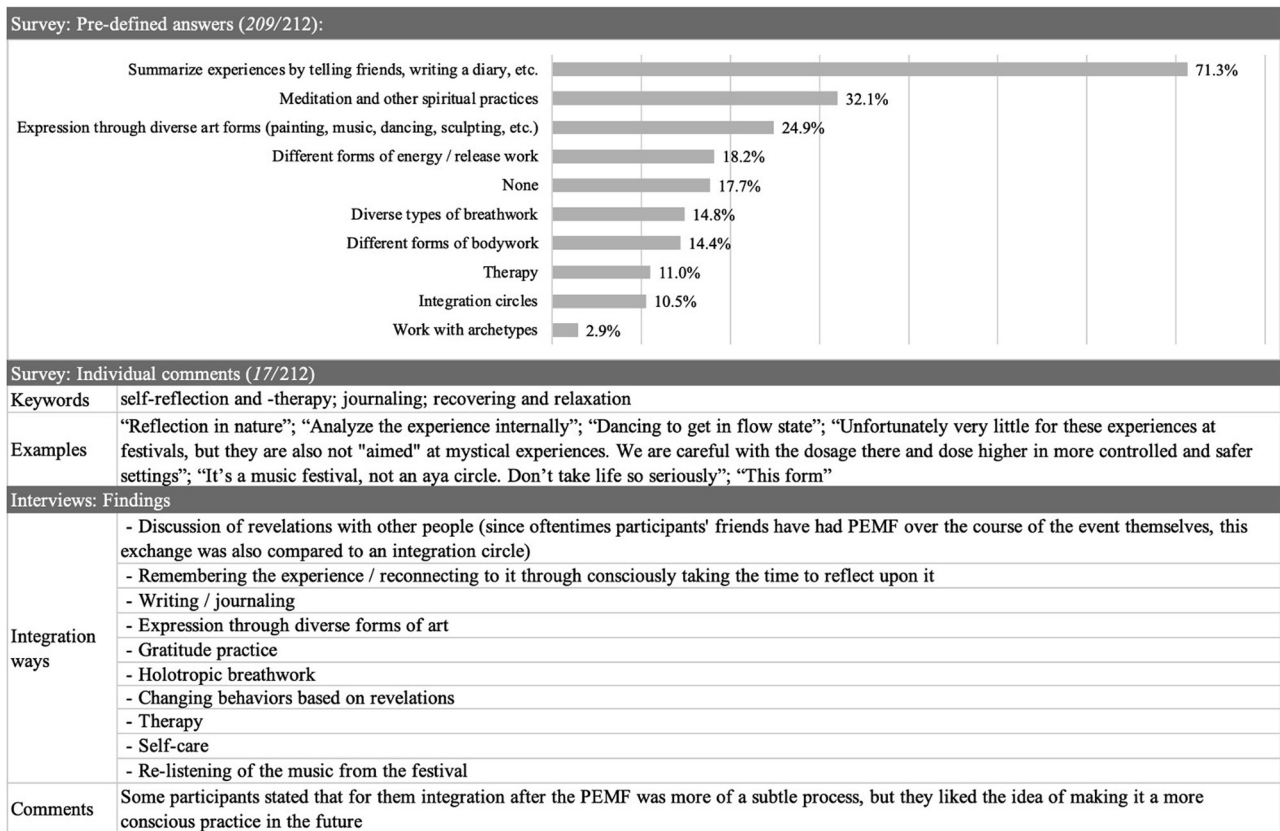 Survey: Pre-defined answers (209/212):
Summarize experiences by telling friends, writing a diary, etc. 71.3%
Meditation and other spiritual practices 32.1%
Expression through diverse art forms (painting, music, dancing, sculpting, etc.) 24.9%
Different forms of energy / release work 18.2%
None 17.7%
Diverse types of breathwork 14.8%
Different forms of bodywork 14.4%
Therapy 11.0%
Integration circles 10.5%
Work with archetypes 2.9%
Survey: Individual comments (17/212)
Keywords self-reflection and -therapy; journaling; recovering and relaxation
Examples
“Reflection in nature”; “Analyze the experience internally”; “Dancing to get in flow state”; “Unfortunately very little for these experiences at
festivals, but they are also not "aimed" at mystical experiences. We are careful with the dosage there and dose higher in more controlled and safer
settings”; “It’s a music festival, not an aya circle. Don’t take life so seriously”; “This form”
Interviews: Findings
Integration
ways
- Discussion of revelations with other people (since oftentimes participants' friends have had PEMF over the course of the event themselves, this
exchange was also compared to an integration circle)
- Remembering the experience / reconnecting to it through consciously taking the time to reflect upon it
- Writing / journaling
- Expression through diverse forms of art
- Gratitude practice
- Holotropic breathwork
- Changing behaviors based on revelations
- Therapy
- Self-care
- Re-listening of the music from the festival
Comments
Some participants stated that for them integration after the PEMF was more of a subtle process, but they liked the idea of making it a more
conscious practice in the future